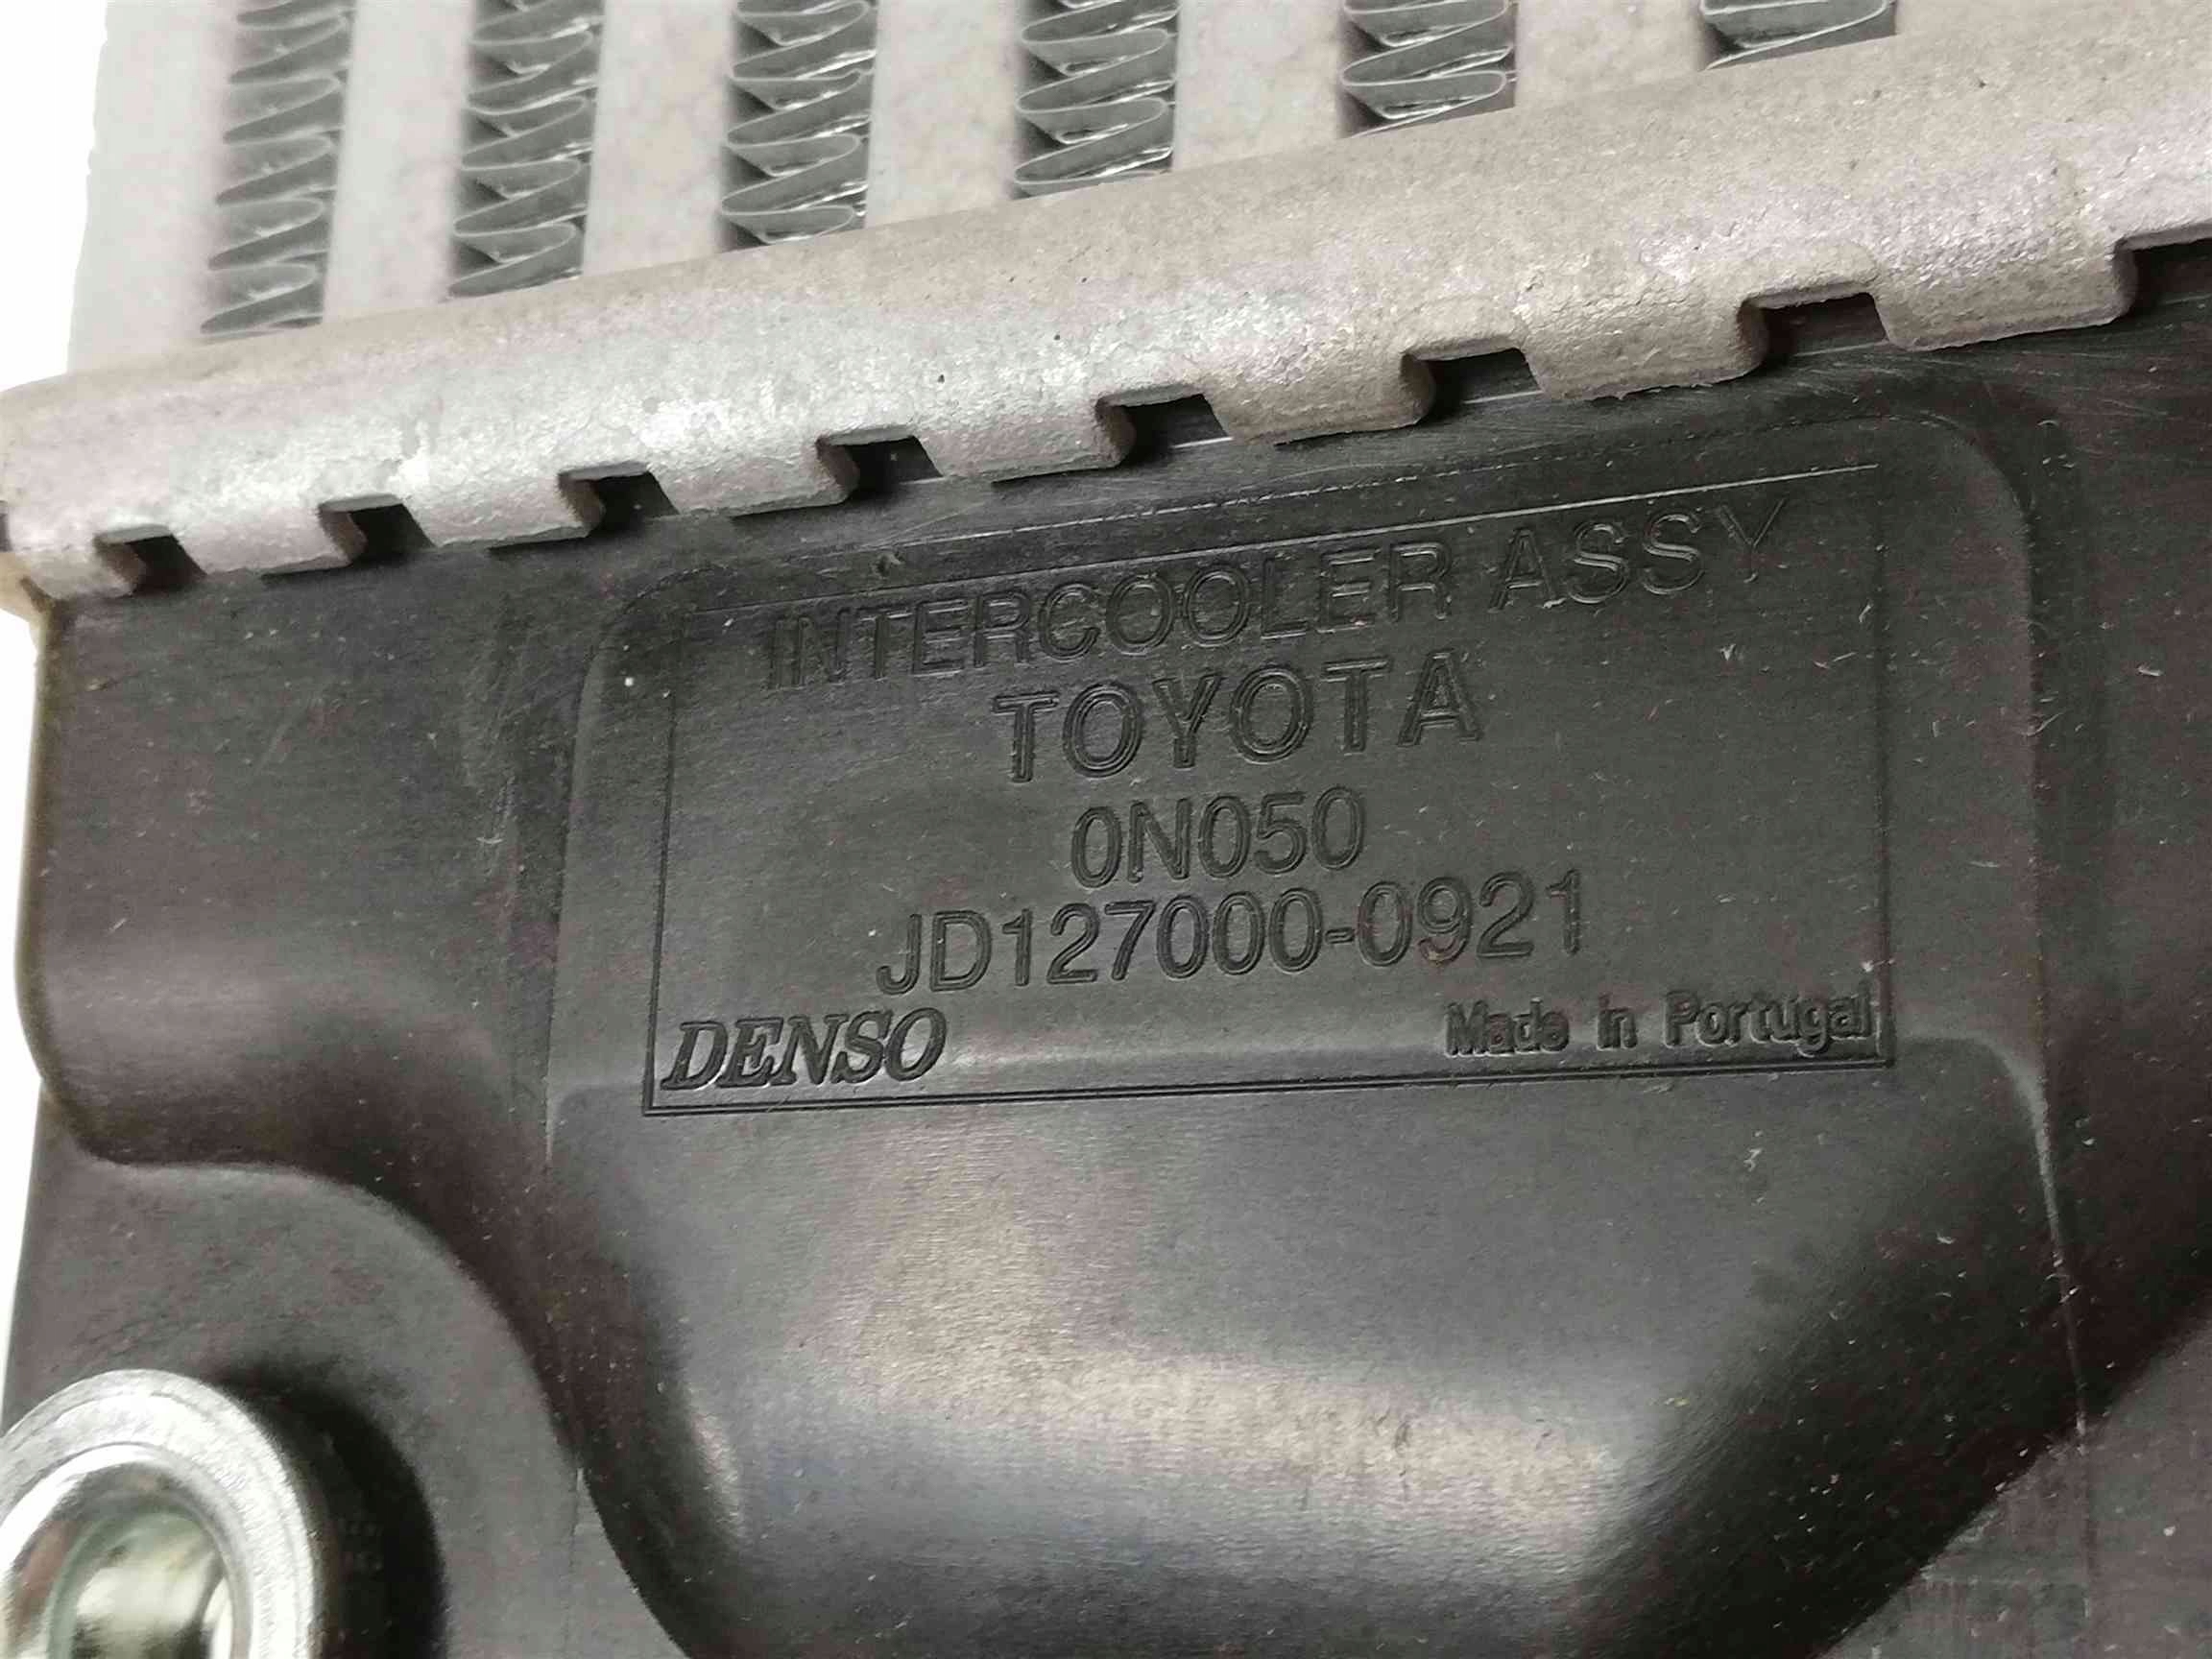 INTERCOOLER ASSY
TOYOTA
0N050
JD127000-0921
DENSO Made in Portugal